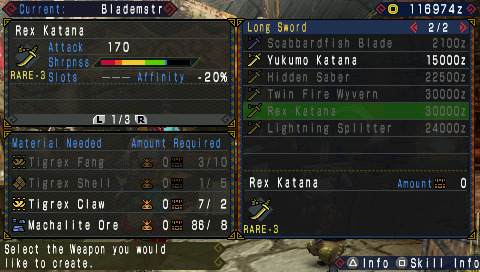 Current: Blademstr
116974z
Rex Katana
Attack 170
Shrpnss
RARE-3 Slots --- Affinity -20%
L 1/3 R
Material Needed Amount Required
Tigrex Fang 0 3/10
Tigrex Shell 0 1/ 5
Tigrex Claw 0 7/ 2
Machalite Ore 0 86/ 8
Select the Weapon you would
like to create.
Long Sword 2/2
Scabbardfish Blade 2100z
Yukumo Katana 15000z
Hidden Saber 22500z
Twin Fire Wyvern 30000z
Rex Katana 30000z
Lightning Splitter 24000z
Rex Katana Amount 0
RARE-3
Info Skill Info